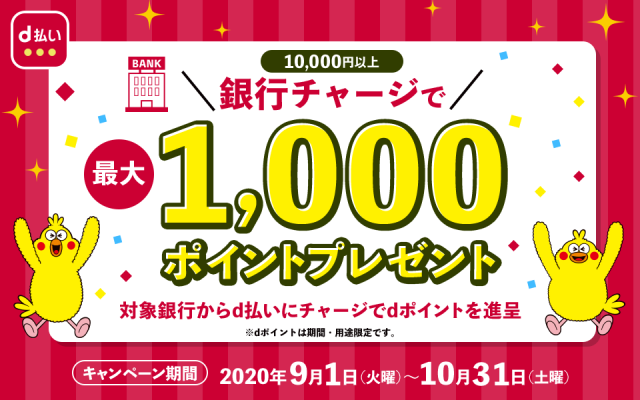 d払い
BANK
10,000円以上
銀行チャージで
最大
1,000
ポイントプレゼント
対象銀行からd払いにチャージでdポイントを進呈
※dポイントは期間・用途限定です。
キャンペーン期間 2020年9月1日(火曜)～10月31日(土曜)